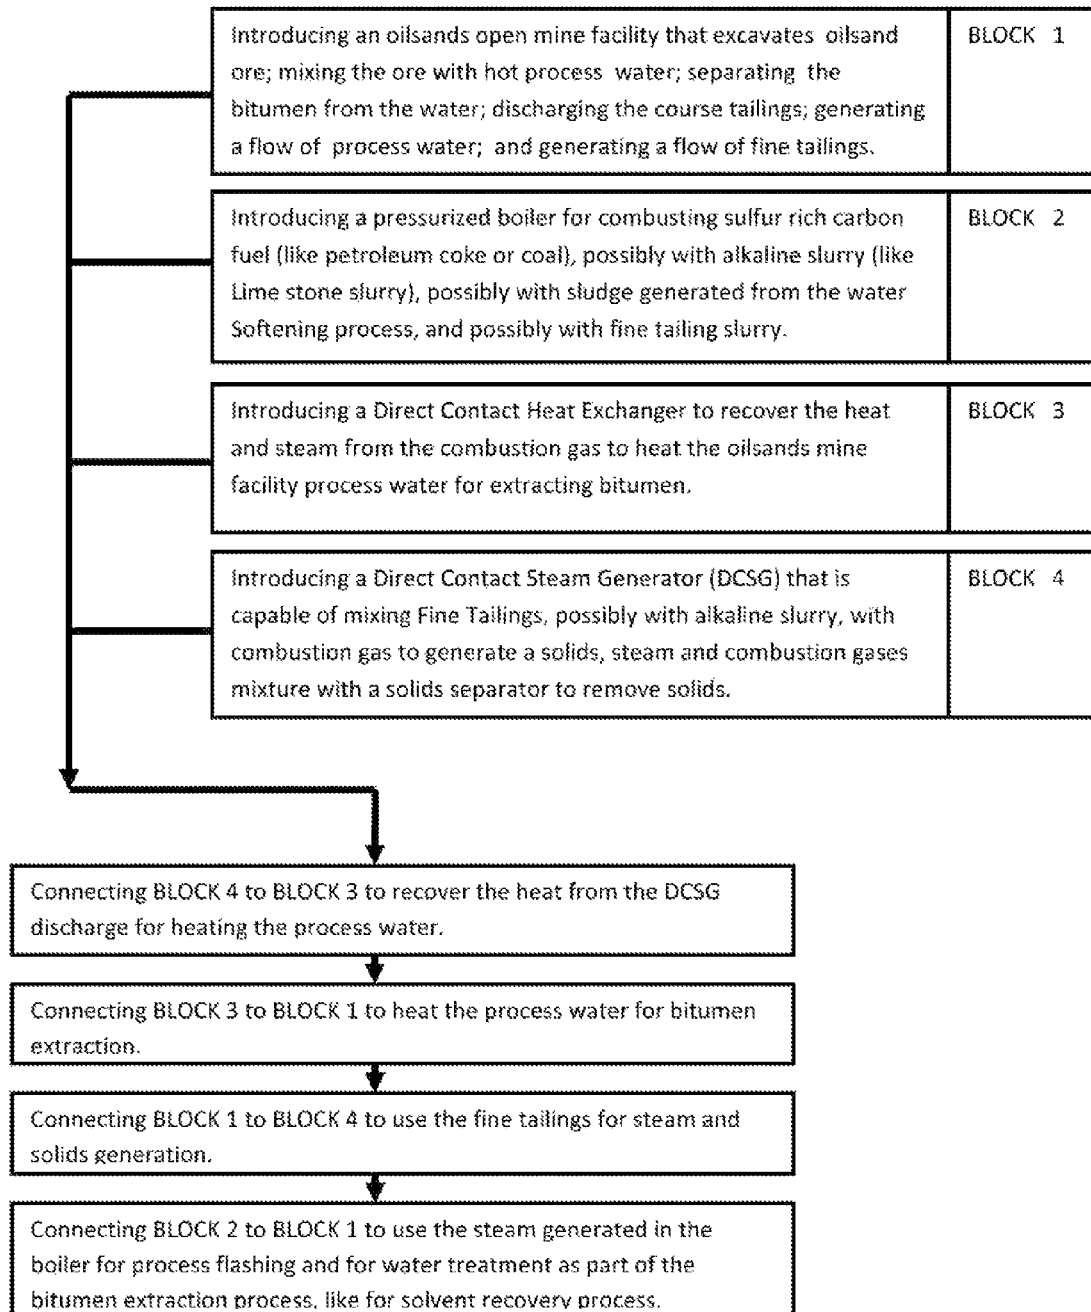 Introducing an oilsands open mine facility that excavates oilsand
ore; mixing the ore with hot process water; separating the
bitumen from the water; discharging the course tailings; generating
a flow of process water; and generating a flow of fine tailings.
BLOCK 1
Introducing a pressurized boiler for combusting sulfur rich carbon
fuel (like petroleum coke or coal), possibly with alkaline slurry (like
Lime stone slurry), possibly with sludge generated from the water
Softening process, and possibly with fine tailing slurry.
BLOCK 2
Introducing a Direct Contact Heat Exchanger to recover the heat
and steam from the combustion gas to heat the oilsands mine
facility process water for extracting bitumen.
BLOCK 3
Introducing a Direct Contact Steam Generator (DCSG) that is
capable of mixing Fine Tailings, possibly with alkaline slurry, with
combustion gas to generate a solids, steam and combustion gases
mixture with a solids separator to remove solids.
BLOCK 4
Connecting BLOCK 4 to BLOCK 3 to recover the heat from the DCSG
discharge for heating the process water.
Connecting BLOCK 3 to BLOCK 1 to heat the process water for bitumen
extraction.
Connecting BLOCK 1 to BLOCK 4 to use the fine tailings for steam and
solids generation.
Connecting BLOCK 2 to BLOCK 1 to use the steam generated in the
boiler for process flashing and for water treatment as part of the
bitumen extraction process, like for solvent recovery process.